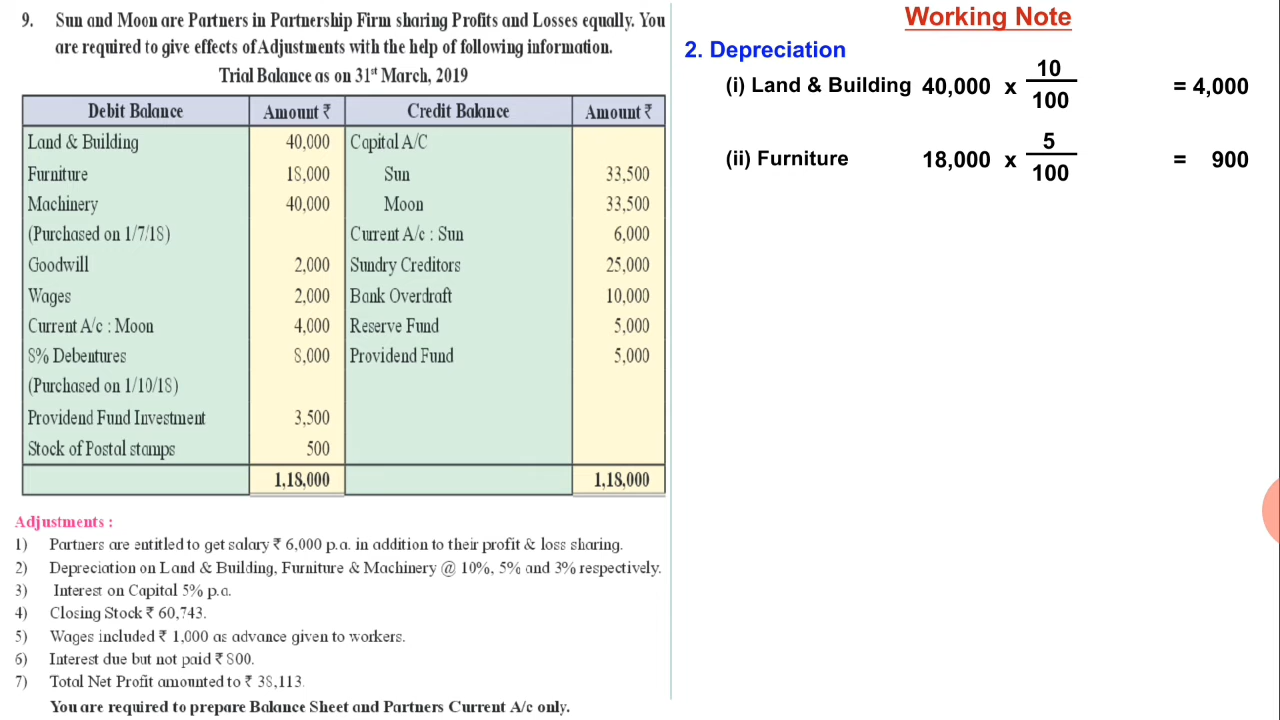 9. Sun and Moon are Partners in Partnership Firm sharing Profits and Losses equally. You
are required to give effects of Adjustments with the help of following information.
Trial Balance as on 31st March, 2019
Debit Balance Amount ₹ Credit Balance Amount ₹
Land & Building 40,000 Capital A/C
Furniture 18,000 Sun 33,500
Machinery 40,000 Moon 33,500
(Purchased on 1/7/18) Current A/c : Sun 6,000
Goodwill 2,000 Sundry Creditors 25,000
Wages 2,000 Bank Overdraft 10,000
Current A/c : Moon 4,000 Reserve Fund 5,000
8% Debentures 8,000 Providend Fund 5,000
(Purchased on 1/10/18)
Providend Fund Investment 3,500
Stock of Postal stamps 500
1,18,000 1,18,000
Adjustments :
1) Partners are entitled to get salary ₹ 6,000 p.a. in addition to their profit & loss sharing.
2) Depreciation on Land & Building, Furniture & Machinery @ 10%, 5% and 3% respectively.
3) Interest on Capital 5% p.a.
4) Closing Stock ₹ 60,743.
5) Wages included ₹ 1,000 as advance given to workers.
6) Interest due but not paid ₹ 800.
7) Total Net Profit amounted to ₹ 38,113.
You are required to prepare Balance Sheet and Partners Current A/c only.
Working Note
2. Depreciation
(i) Land & Building 40,000 x 10/100 = 4,000
(ii) Furniture 18,000 x 5/100 = 900